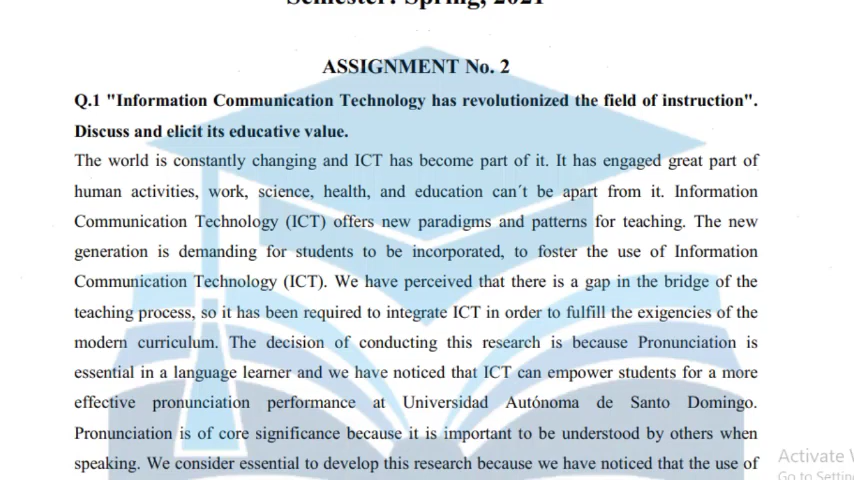 Semester: Spring, 2021
ASSIGNMENT No. 2
Q.1 "Information Communication Technology has revolutionized the field of instruction".
Discuss and elicit its educative value.
The world is constantly changing and ICT has become part of it. It has engaged great part of
human activities, work, science, health, and education can´t be apart from it. Information
Communication Technology (ICT) offers new paradigms and patterns for teaching. The new
generation is demanding for students to be incorporated, to foster the use of Information
Communication Technology (ICT). We have perceived that there is a gap in the bridge of the
teaching process, so it has been required to integrate ICT in order to fulfill the exigencies of the
modern curriculum. The decision of conducting this research is because Pronunciation is
essential in a language learner and we have noticed that ICT can empower students for a more
effective pronunciation performance at Universidad Autónoma de Santo Domingo.
Pronunciation is of core significance because it is important to be understood by others when
speaking. We consider essential to develop this research because we have noticed that the use of
Activate
Go to